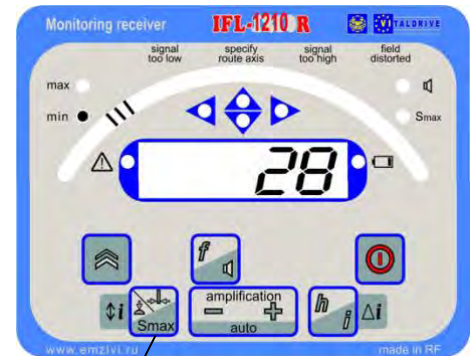 Monitoring receiver IFL-1210 R VITALDRIVE
signal too low
specify route axis
signal too high
field distorted
max
min
Smax
28
f
amplification
auto
Smax
i
h
i
Δi
www.emzivi.ru
made in RF